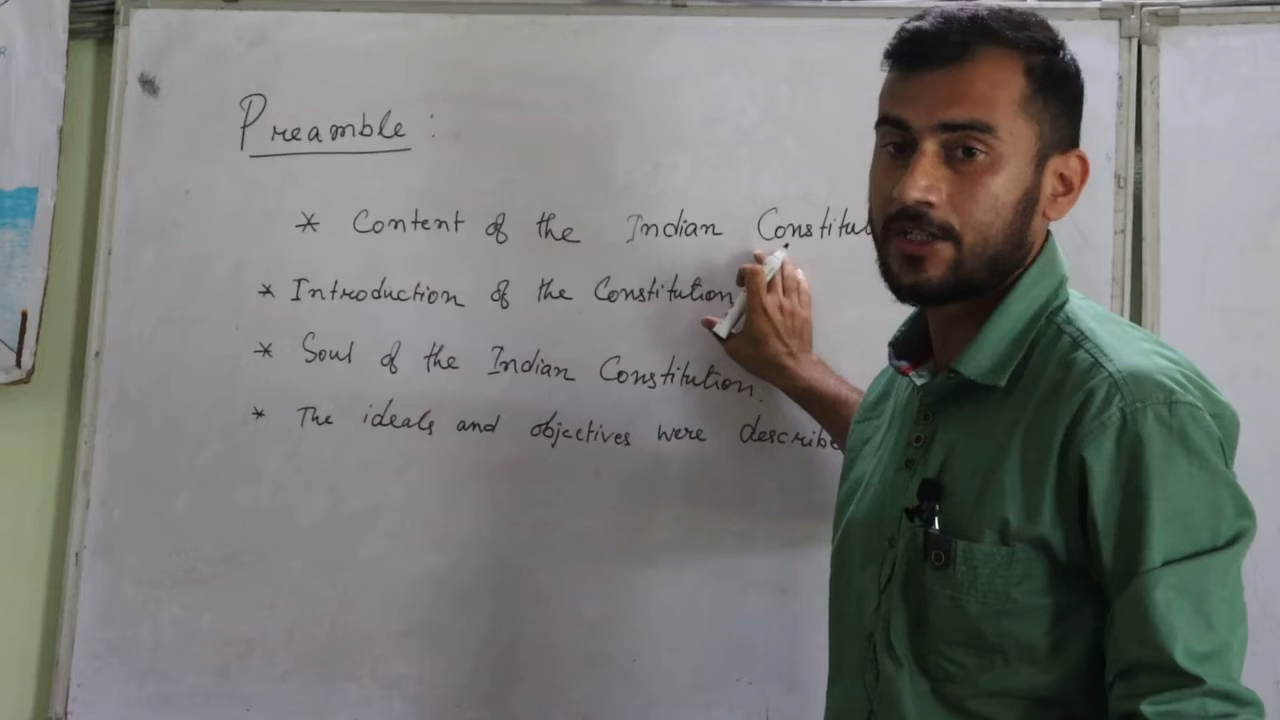 Preamble :
* Content of the Indian Constitu
* Introduction of the Constitution
* Soul of the Indian Constitution.
* The ideals and objectives were describe